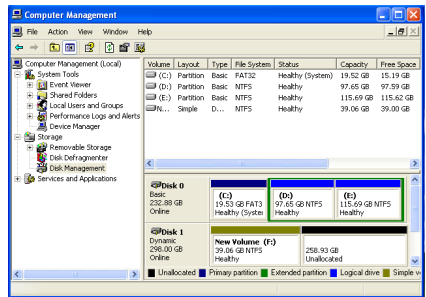 Computer Management
File Action View Window Help
Computer Management (Local)
System Tools
Event Viewer
Shared Folders
Local Users and Groups
Performance Logs and Alerts
Device Manager
Storage
Removable Storage
Disk Defragmenter
Disk Management
Services and Applications
Volume Layout Type File System Status Capacity Free Space
(C:) Partition Basic FAT32 Healthy (System) 19.52 GB 15.19 GB
(D:) Partition Basic NTFS Healthy 97.65 GB 97.59 GB
(E:) Partition Basic NTFS Healthy 115.69 GB 115.62 GB
N... Simple D... NTFS Healthy 39.06 GB 39.00 GB
Disk 0
Basic
232.88 GB
Online
(C:)
19.53 GB FAT3
Healthy (Syster
(D:)
97.65 GB NTFS
Healthy
(E:)
115.69 GB NTFS
Healthy
Disk 1
Dynamic
298.00 GB
Online
New Volume (F:)
39.06 GB NTFS
Healthy
258.93 GB
Unallocated
Unallocated Primary partition Extended partition Logical drive Simple v